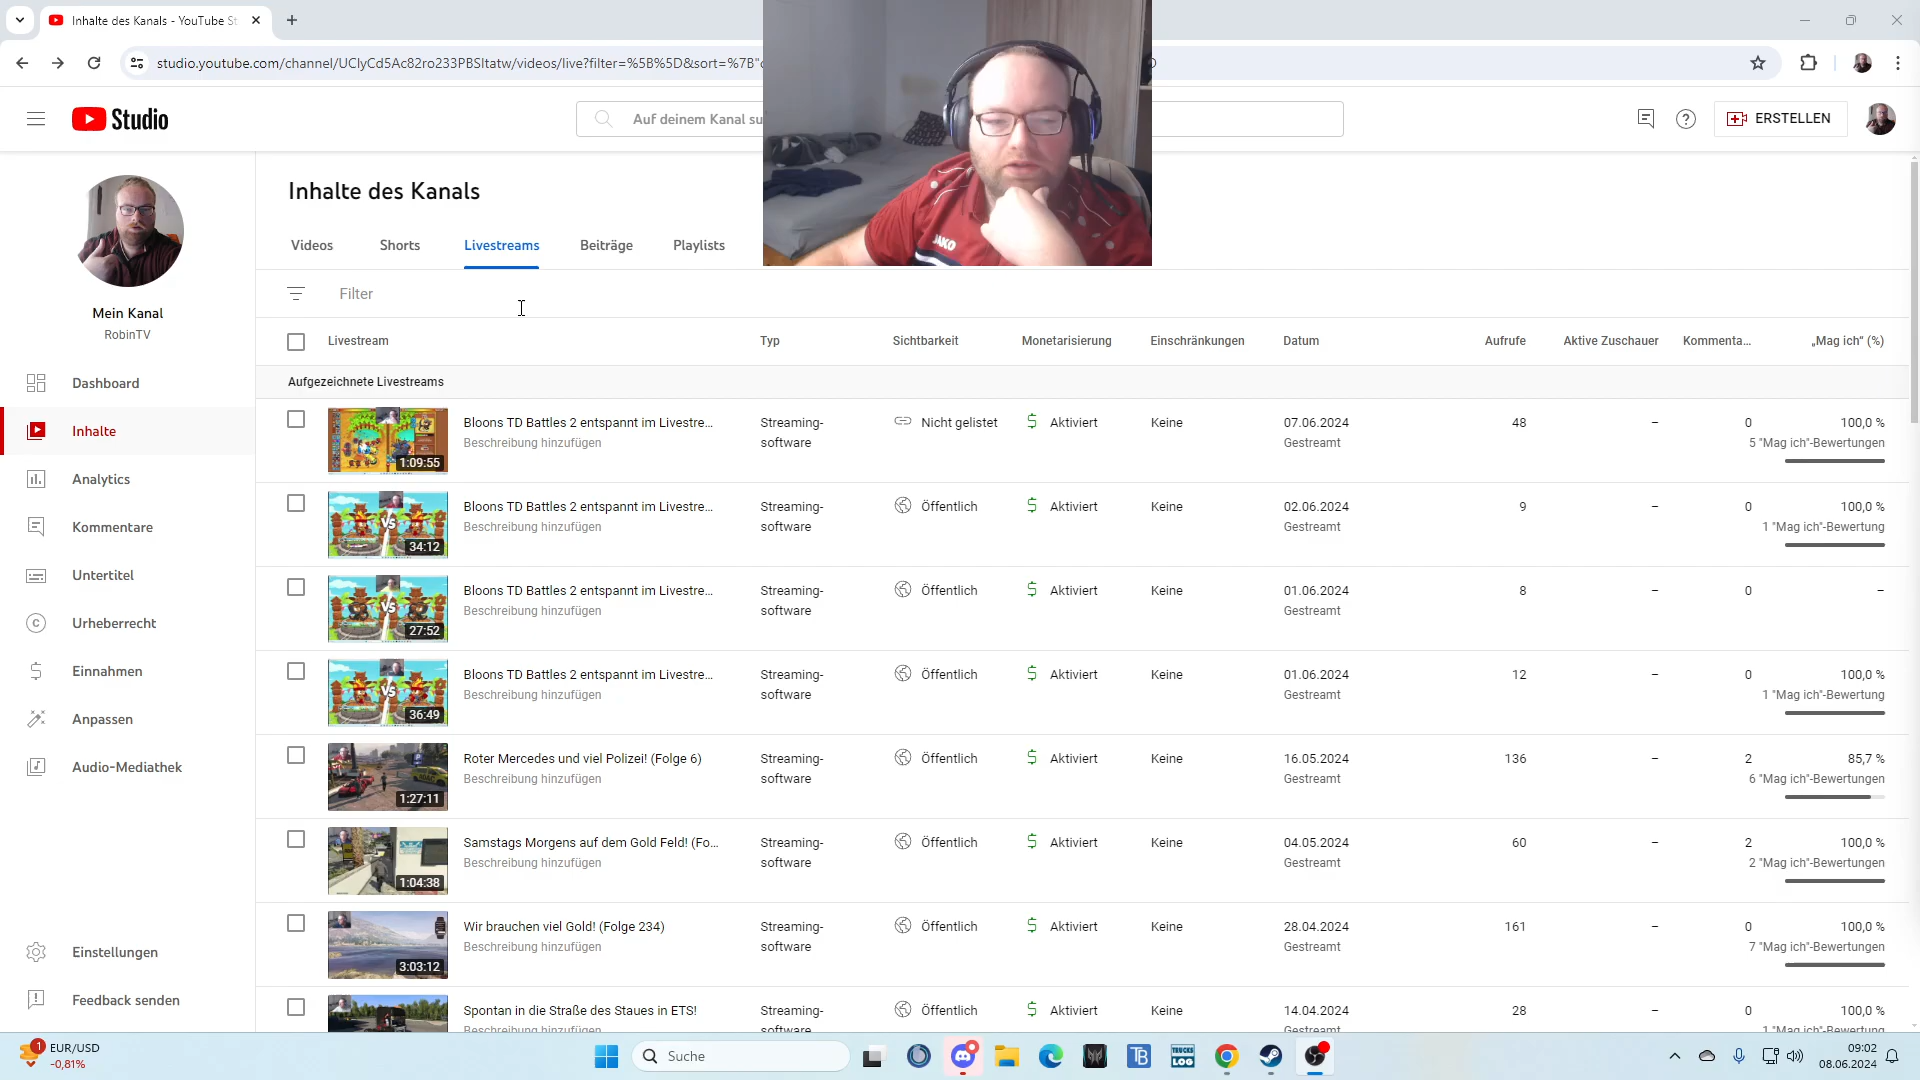 Inhalte des Kanals - YouTube St
studio.youtube.com/channel/UClyCd5Ac82ro233PBSltatw/videos/live?filter=%5B%5D&sort=%7B"
Studio
Auf deinem Kanal su
ERSTELLEN
Mein Kanal
RobinTV
Dashboard
Inhalte
Analytics
Kommentare
Untertitel
Urheberrecht
Einnahmen
Anpassen
Audio-Mediathek
Einstellungen
Feedback senden
Inhalte des Kanals
Videos Shorts Livestreams Beiträge Playlists
Filter
Livestream Typ Sichtbarkeit Monetarisierung Einschränkungen Datum Aufrufe Aktive Zuschauer Kommenta... „Mag ich“ (%)
Aufgezeichnete Livestreams
Bloons TD Battles 2 entspannt im Livestre... Streaming- Nicht gelistet Aktiviert Keine 07.06.2024 48 – 0 100,0 %
1:09:55 Beschreibung hinzufügen software Gestreamt 5 "Mag ich"-Bewertungen
Bloons TD Battles 2 entspannt im Livestre... Streaming- Öffentlich Aktiviert Keine 02.06.2024 9 – 0 100,0 %
34:12 Beschreibung hinzufügen software Gestreamt 1 "Mag ich"-Bewertung
Bloons TD Battles 2 entspannt im Livestre... Streaming- Öffentlich Aktiviert Keine 01.06.2024 8 – 0 –
27:52 Beschreibung hinzufügen software Gestreamt
Bloons TD Battles 2 entspannt im Livestre... Streaming- Öffentlich Aktiviert Keine 01.06.2024 12 – 0 100,0 %
36:49 Beschreibung hinzufügen software Gestreamt 1 "Mag ich"-Bewertung
Roter Mercedes und viel Polizei! (Folge 6) Streaming- Öffentlich Aktiviert Keine 16.05.2024 136 – 2 85,7 %
1:27:11 Beschreibung hinzufügen software Gestreamt 6 "Mag ich"-Bewertungen
Samstags Morgens auf dem Gold Feld! (Fo... Streaming- Öffentlich Aktiviert Keine 04.05.2024 60 – 2 100,0 %
1:04:38 Beschreibung hinzufügen software Gestreamt 2 "Mag ich"-Bewertungen
Wir brauchen viel Gold! (Folge 234) Streaming- Öffentlich Aktiviert Keine 28.04.2024 161 – 0 100,0 %
3:03:12 Beschreibung hinzufügen software Gestreamt 7 "Mag ich"-Bewertungen
Spontan in die Straße des Staues in ETS! Streaming- Öffentlich Aktiviert Keine 14.04.2024 28 – 0 100,0 %
Beschreibung hinzufügen software Gestreamt 1 "Mag ich"-Bewertung
JAKO
1 EUR/USD
-0,81%
Suche
TB
TRUCKS
LOG
09:02
08.06.2024